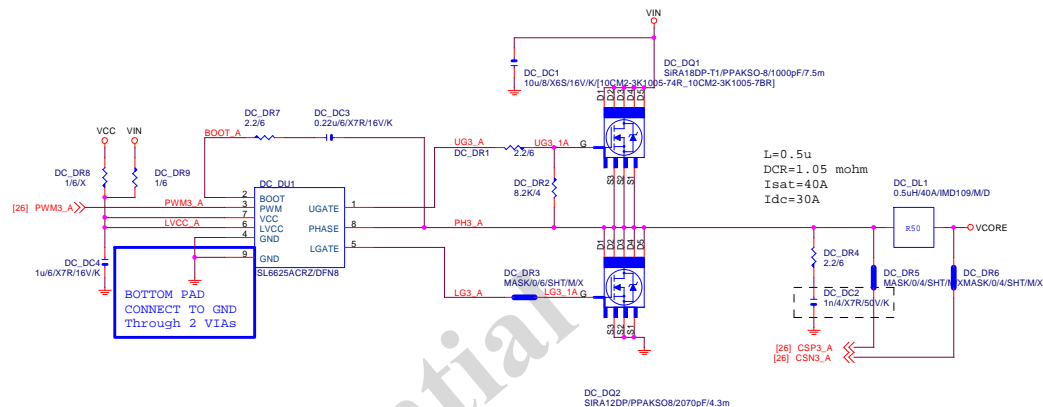 VIN
DC_DQ1
SiRA18DP-T1/PPAKSO-8/1000pF/7.5m
DC_DC1
10u/8/X6S/16V/K/[10CM2-3K1005-74R_10CM2-3K1005-7BR]
D1
D2
D3
D4
D5
G
S3
S2
S1
DC_DR7
2.2/6
DC_DC3
0.22u/6/X7R/16V/K
BOOT_A
VCC
VIN
UG3_A
DC_DR1
2.2/6
UG3_1A
DC_DR8
1/6/X
DC_DR9
1/6
DC_DR2
8.2K/4
L=0.5u
DCR=1.05 mohm
Isat=40A
Idc=30A
DC_DL1
0.5uH/40A/IMD109/M/D
R50
VCORE
DC_DU1
[26] PWM3_A
PWM3_A
LVCC_A
2
3
7
6
4
9
BOOT
PWM
VCC
LVCC
GND
GND
UGATE
PHASE
LGATE
1
8
5
SL6625ACRZ/DFN8
PH3_A
DC_DC4
1u/6/X7R/16V/K
BOTTOM PAD
CONNECT TO GND
Through 2 VIAs
LG3_A
DC_DR3
MASK/0/6/SHT/M/X
LG3_1A
D1
D2
D3
D4
D5
G
S3
S2
S1
DC_DR4
2.2/6
DC_DC2
1n/4/X7R/50V/K
DC_DR5
MASK/0/4/SHT/M/X
DC_DR6
MASK/0/4/SHT/M/X
[26] CSP3_A
[26] CSN3_A
DC_DQ2
SIRA12DP/PPAKSO8/2070pF/4.3m